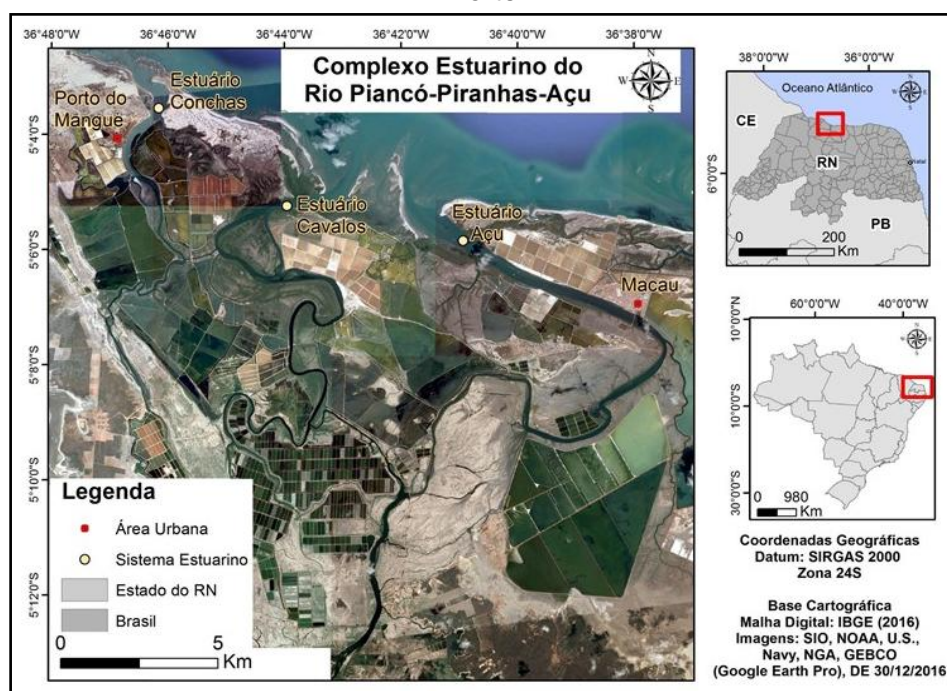 36°48'0"W
36°46'0"W
36°44'0"W
36°42'0"W
36°40'0"W
36°38'0"W
Complexo Estuarino do
Rio Piancó-Piranhas-Açu
N
W
E
S
Estuário
Conchas
Porto do
Mangue
Estuário
Cavalos
Estuário
Açu
Macau
5°4'0"S
5°6'0"S
5°8'0"S
5°10'0"S
5°12'0"S
Legenda
Área Urbana
Sistema Estuarino
Estado do RN
Brasil
0 5
Km
38°0'0"W 36°0'0"W
Oceano Atlântico
CE
RN
Natal
PB
6°0'0"S
0 200
Km
60°0'0"W 40°0'0"W
10°0'0"N
10°0'0"S
30°0'0"S
0 980
Km
Coordenadas Geográficas
Datum: SIRGAS 2000
Zona 24S
Base Cartográfica
Malha Digital: IBGE (2016)
Imagens: SIO, NOAA, U.S.,
Navy, NGA, GEBCO
(Google Earth Pro), DE 30/12/2016